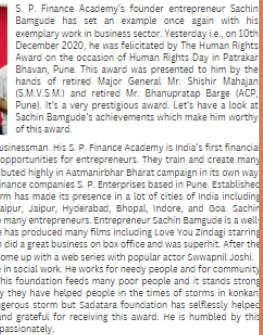 S. P. Finance Academy's founder entrepreneur Sachin
Bamgude has set an example once again with his
exemplary work in business sector. Yesterday i.e., on 10th
December 2020, he was felicitated by The Human Rights
Award on the occasion of Human Rights Day in Patrakar
Bhavan, Pune. This award was presented to him by the
hands of retired Major General Mr. Shishir Mahajan
(S.M.V.S.M.) and retired Mr. Bhanupratap Barge (ACP,
Pune). It's a very prestigious award. Let's have a look at
Sachin Bamgude's achievements which make him worthy
of this award.
usinessman. His S. P. Finance Academy is India's first financial
opportunities for entrepreneurs. They train and create many
buted highly in Aatmanirbhar Bharat campaign in its own way
inance companies S. P. Enterprises based in Pune. Established
rm has made its presence in a lot of cities of India including
aipur, Jaipur, Hyderabad, Bhopal, Indore, and Goa. Sachin
many entrepreneurs. Entrepreneur Sachin Bamgude is a well-
e has produced many films including Love You Zindagi starring
did a great business on box office and was superhit. After the
ome up with a web series with popular actor Swwapnil Joshi.
e in social work. He works for needy people and for community
his foundation feeds many poor people and it stands strong
y they have helped people in the times of storms in konkan
ngerous storm but Sadatara foundation has selflessly helped
and grateful for receiving this award. He is humbled by this
passionately.